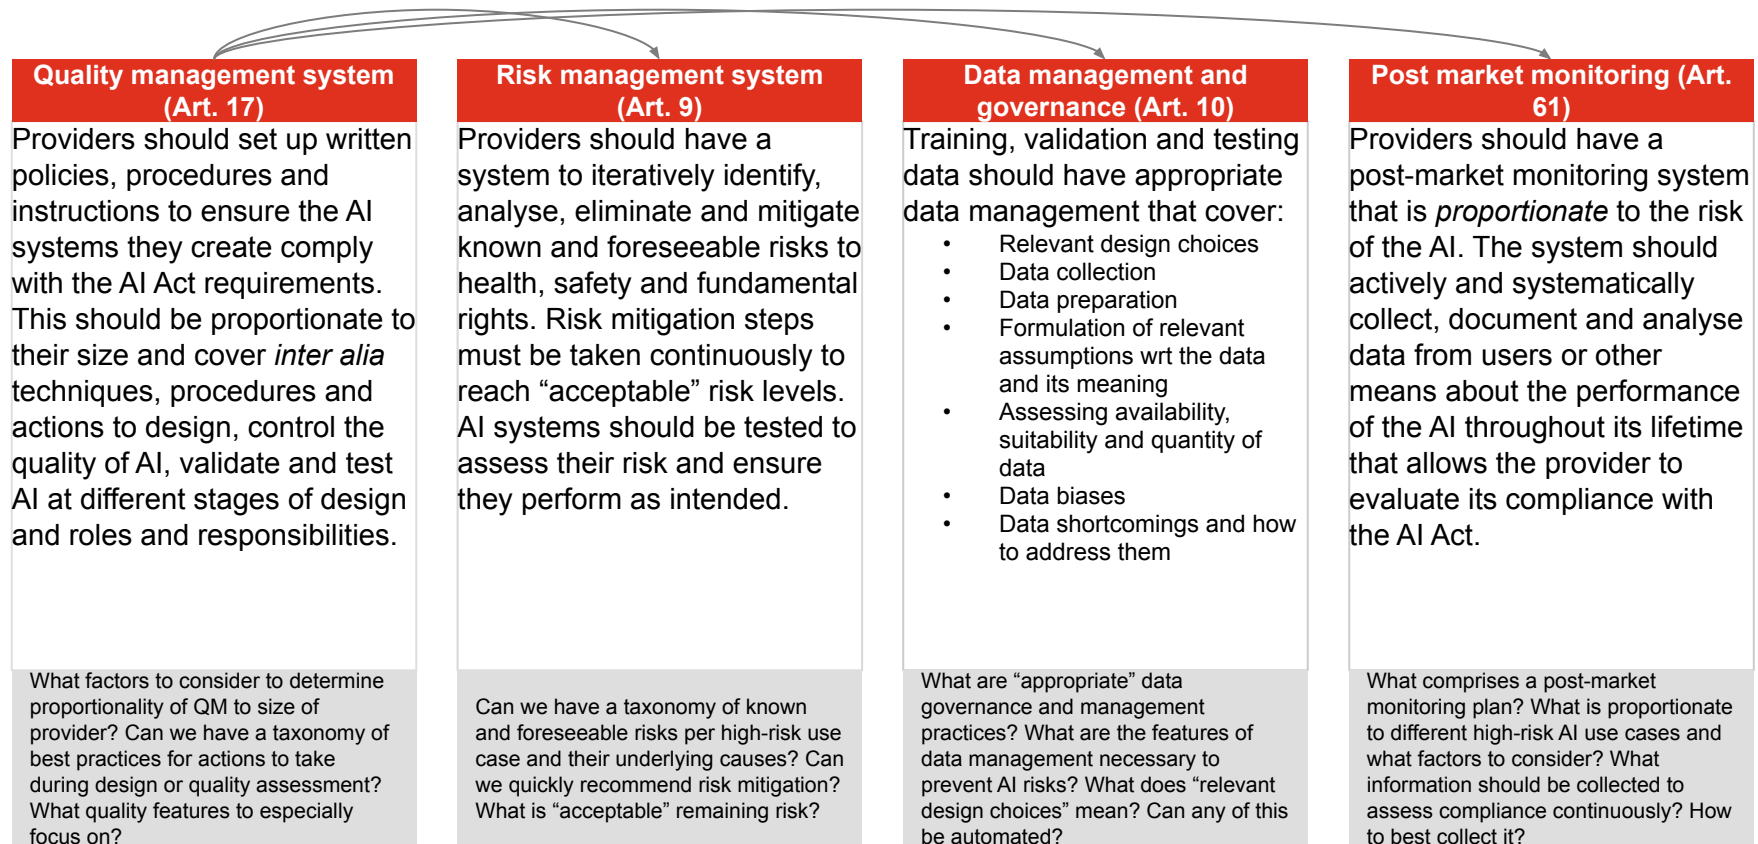 Quality management system
(Art. 17)
Providers should set up written
policies, procedures and
instructions to ensure the AI
systems they create comply
with the AI Act requirements.
This should be proportionate to
their size and cover inter alia
techniques, procedures and
actions to design, control the
quality of AI, validate and test
AI at different stages of design
and roles and responsibilities.
What factors to consider to determine
proportionality of QM to size of
provider? Can we have a taxonomy of
best practices for actions to take
during design or quality assessment?
What quality features to especially
focus on?
Risk management system
(Art. 9)
Providers should have a
system to iteratively identify,
analyse, eliminate and mitigate
known and foreseeable risks to
health, safety and fundamental
rights. Risk mitigation steps
must be taken continuously to
reach “acceptable” risk levels.
AI systems should be tested to
assess their risk and ensure
they perform as intended.
Can we have a taxonomy of known
and foreseeable risks per high-risk use
case and their underlying causes? Can
we quickly recommend risk mitigation?
What is “acceptable” remaining risk?
Data management and
governance (Art. 10)
Training, validation and testing
data should have appropriate
data management that cover:
• Relevant design choices
• Data collection
• Data preparation
• Formulation of relevant
assumptions wrt the data
and its meaning
• Assessing availability,
suitability and quantity of
data
• Data biases
• Data shortcomings and how
to address them
What are “appropriate” data
governance and management
practices? What are the features of
data management necessary to
prevent AI risks? What does “relevant
design choices” mean? Can any of this
be automated?
Post market monitoring (Art.
61)
Providers should have a
post-market monitoring system
that is proportionate to the risk
of the AI. The system should
actively and systematically
collect, document and analyse
data from users or other
means about the performance
of the AI throughout its lifetime
that allows the provider to
evaluate its compliance with
the AI Act.
What comprises a post-market
monitoring plan? What is proportionate
to different high-risk AI use cases and
what factors to consider? What
information should be collected to
assess compliance continuously? How
to best collect it?